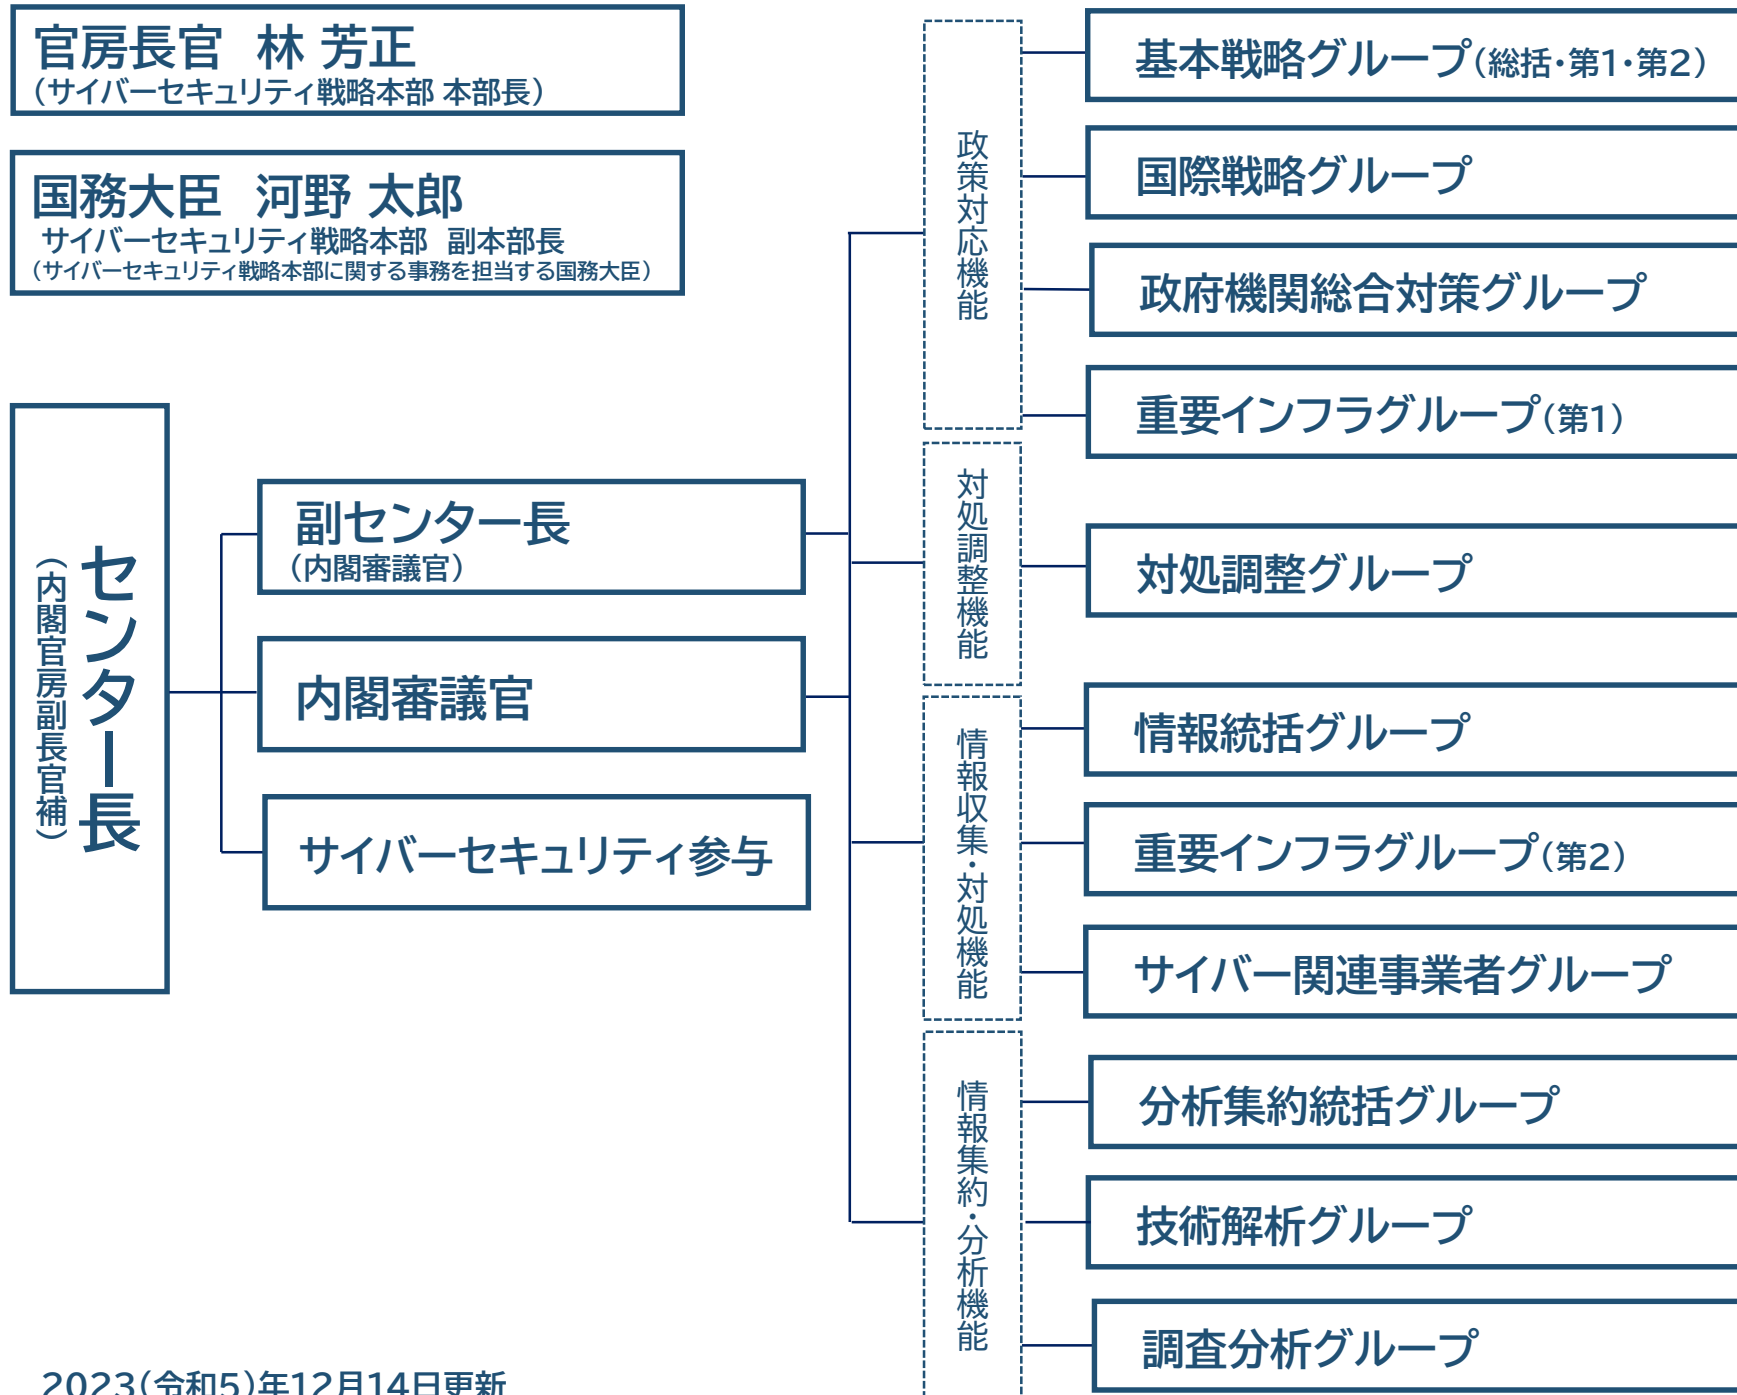 官房長官 林 芳正
(サイバーセキュリティ戦略本部 本部長)
国務大臣 河野 太郎
サイバーセキュリティ戦略本部 副本部長
(サイバーセキュリティ戦略本部に関する事務を担当する国務大臣)
センター長
(内閣官房副長官補)
副センター長
(内閣審議官)
内閣審議官
サイバーセキュリティ参与
政策対応機能
基本戦略グループ(総括・第1・第2)
国際戦略グループ
政府機関総合対策グループ
重要インフラグループ(第1)
対処調整機能
対処調整グループ
情報収集・対処機能
情報統括グループ
重要インフラグループ(第2)
サイバー関連事業者グループ
情報集約・分析機能
分析集約統括グループ
技術解析グループ
調査分析グループ
2023(令和5)年12月14日更新